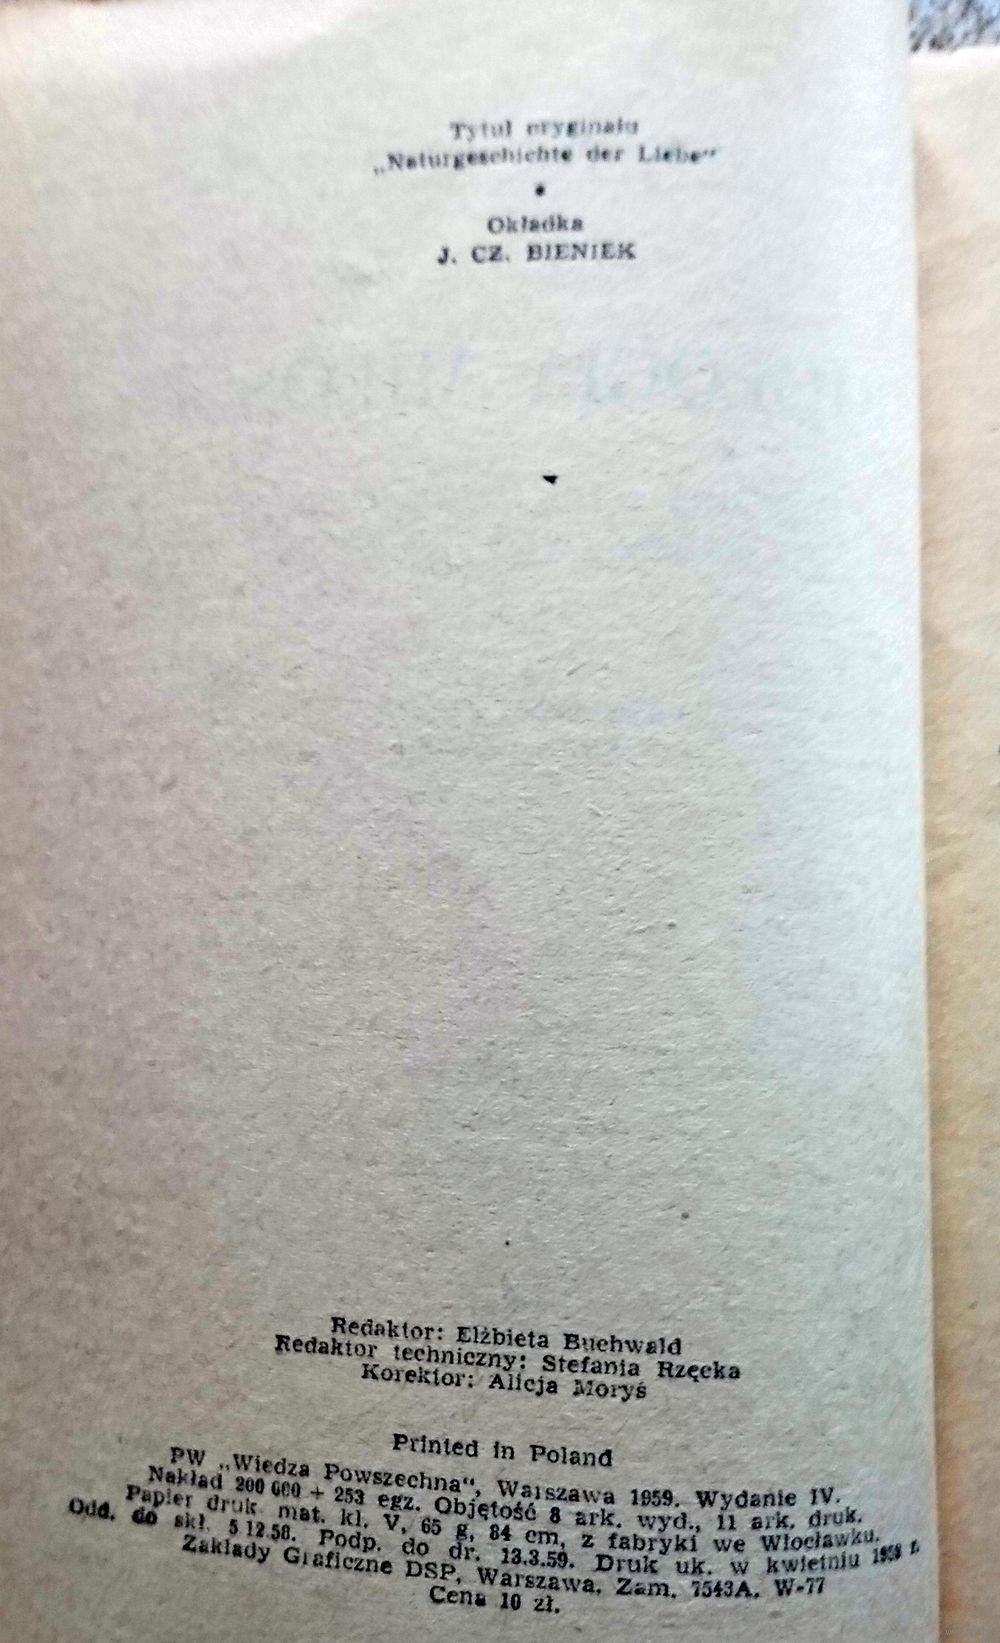 Tytuł oryginału
„Naturgeschichte der Liebe“
•
Okładka
J. CZ. BIENIEK
Redaktor: Elżbieta Buchwald
Redaktor techniczny: Stefania Rzęcka
Korektor: Alicja Moryś
Printed in Poland
PW „Wiedza Powszechna“, Warszawa 1959. Wydanie IV.
Nakład 200 000 + 253 egz. Objętość 8 ark. wyd., 11 ark. druk.
Papier druk. mat. kl. V, 65 g, 84 cm, z fabryki we Włocławku.
Odd. do skł. 5.12.58. Podp. do dr. 13.3.59. Druk uk. w kwietniu
Zakłady Graficzne DSP, Warszawa. Zam. 7543A. W-77
Cena 10 zł.